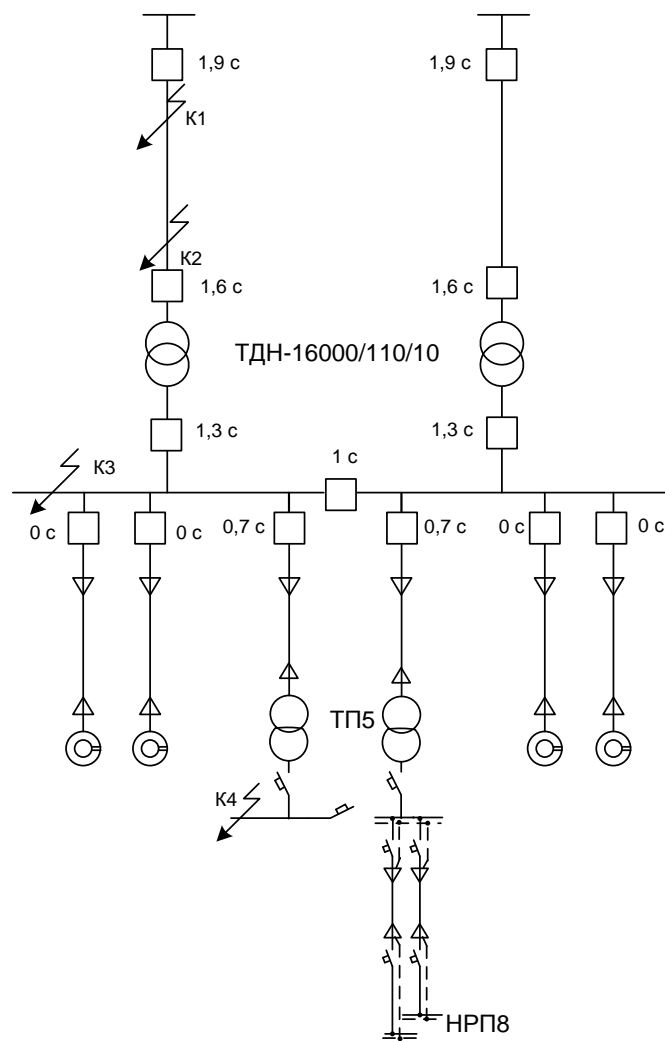 1,9 с
1,9 с
К1
К2
1,6 с
1,6 с
ТДН-16000/110/10
1,3 с
1,3 с
1 с
К3
0 с
0 с
0,7 с
0,7 с
0 с
0 с
ТП5
К4
НРП8